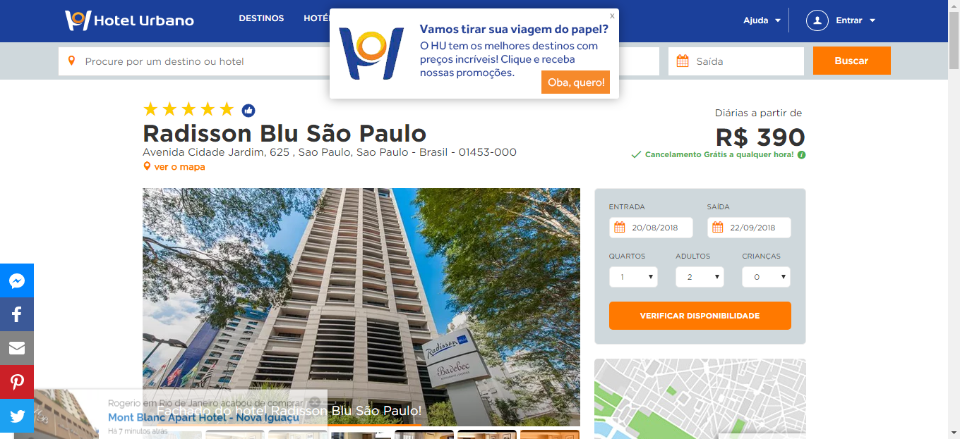 Hotel Urbano
DESTINOS
HOTÉ
Vamos tirar sua viagem do papel?
O HU tem os melhores destinos com
preços incríveis! Clique e receba
nossas promoções.
Oba, quero!
x
Ajuda
Entrar
Procure por um destino ou hotel
Saída
Buscar
Radisson Blu São Paulo
Avenida Cidade Jardim, 625 , Sao Paulo, Sao Paulo - Brasil - 01453-000
ver o mapa
Diárias a partir de
R$ 390
Cancelamento Grátis a qualquer hora!
ENTRADA
SAÍDA
20/08/2018
22/09/2018
QUARTOS
ADULTOS
CRIANÇAS
1
2
0
VERIFICAR DISPONIBILIDADE
Radisson
Badebec
Rogerio em Rio de Janeiro acabou de comprar
Fachado do hotel Radisson Blu São Paulo!
Mont Blanc Apart Hotel - Nova Iguaçu
Há 7 minutos atrás